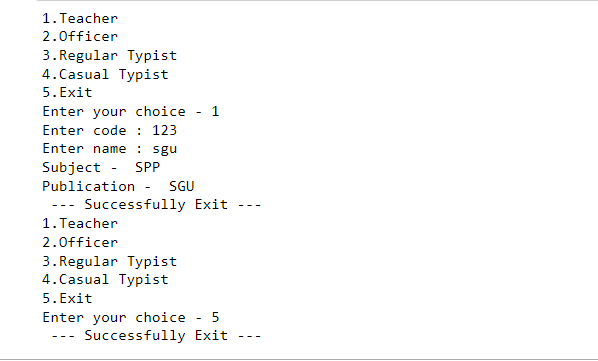 1.Teacher
2.Officer
3.Regular Typist
4.Casual Typist
5.Exit
Enter your choice - 1
Enter code : 123
Enter name : sgu
Subject -  SPP
Publication -  SGU
 --- Successfully Exit ---
1.Teacher
2.Officer
3.Regular Typist
4.Casual Typist
5.Exit
Enter your choice - 5
 --- Successfully Exit ---